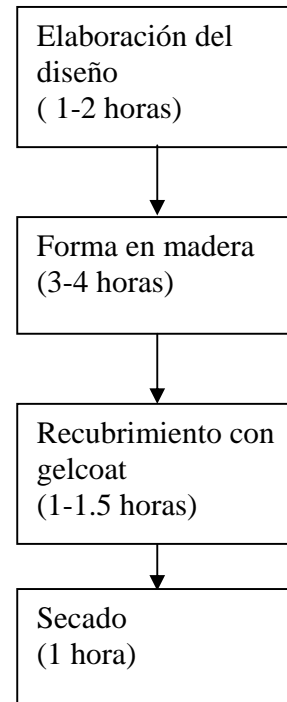 Elaboración del
diseño
( 1-2 horas)
Forma en madera
(3-4 horas)
Recubrimiento con
gelcoat
(1-1.5 horas)
Secado
(1 hora)